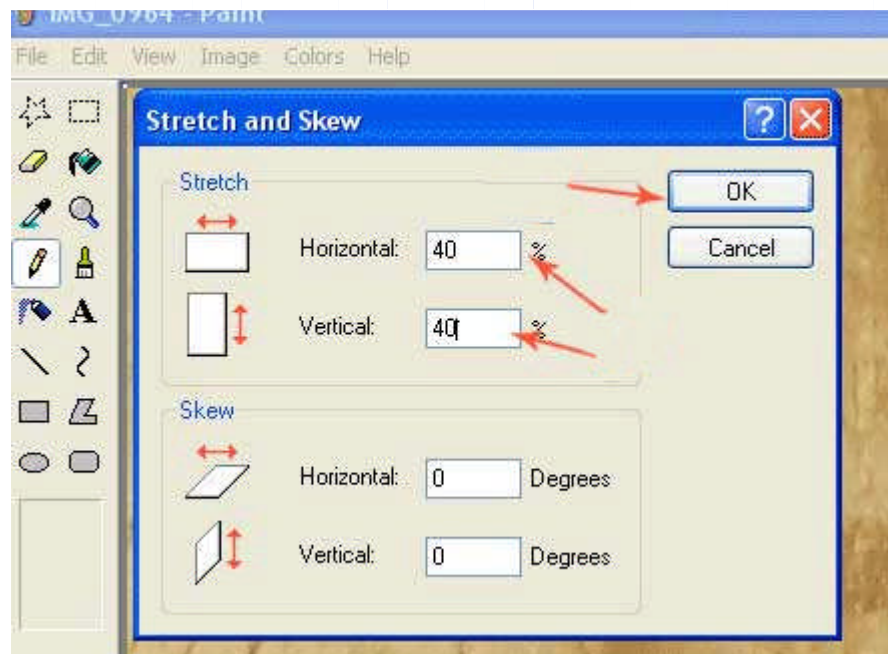 IMG_0964 - Paint
File Edit View Image Colors Help
Stretch and Skew
Stretch
OK
Horizontal: 40 %
Cancel
Vertical: 40 %
Skew
Horizontal: 0 Degrees
Vertical: 0 Degrees
A